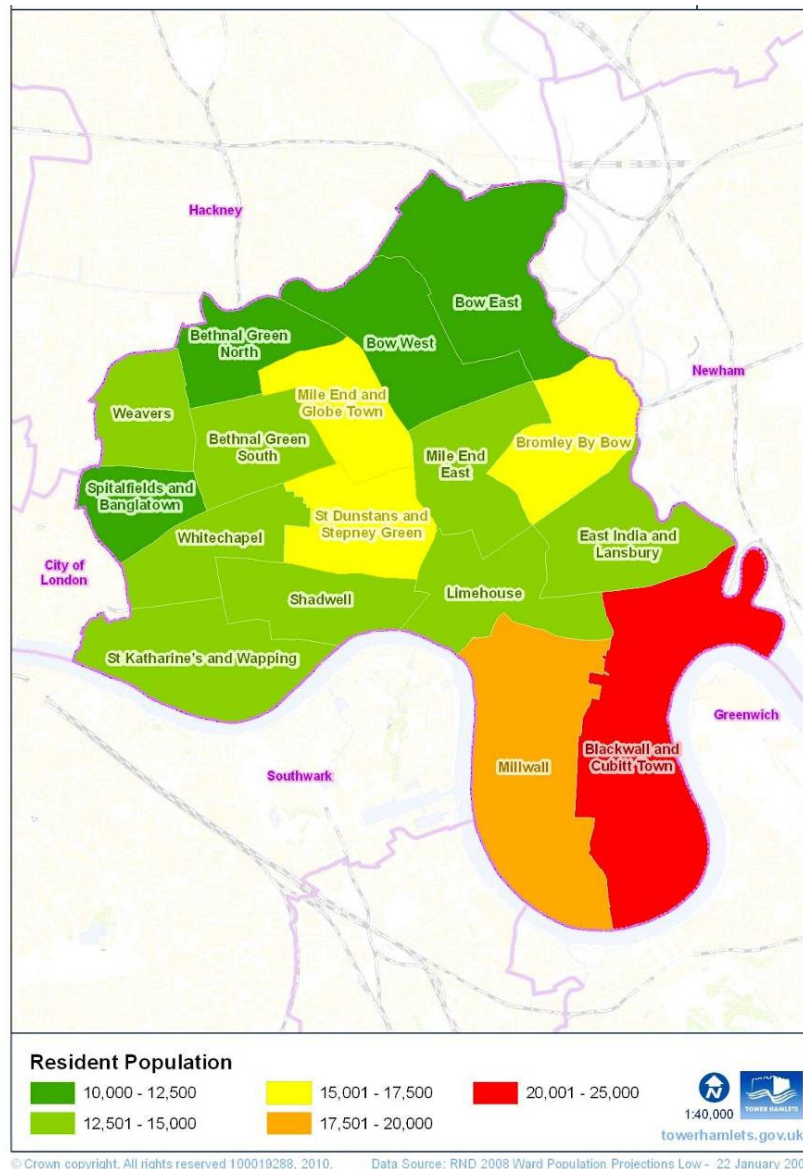 Hackney
Bow East
Bethnal Green
North
Bow West
Newham
Mile End and
Globe Town
Weavers
Bethnal Green
South
Mile End
East
Bromley By Bow
Spitalfields and
Banglatown
St Dunstans and
Stepney Green
Whitechapel
East India and
Lansbury
City of
London
Shadwell
Limehouse
St Katharine's and Wapping
Greenwich
Southwark
Millwall
Blackwall and
Cubitt Town
Resident Population
10,000 - 12,500
15,001 - 17,500
20,001 - 25,000
12,501 - 15,000
17,501 - 20,000
N
1:40,000
TOWER HAMLETS
towerhamlets.gov.uk
© Crown copyright. All rights reserved 100019288, 2010.
Data Source: RND 2008 Ward Population Projections Low - 22 January